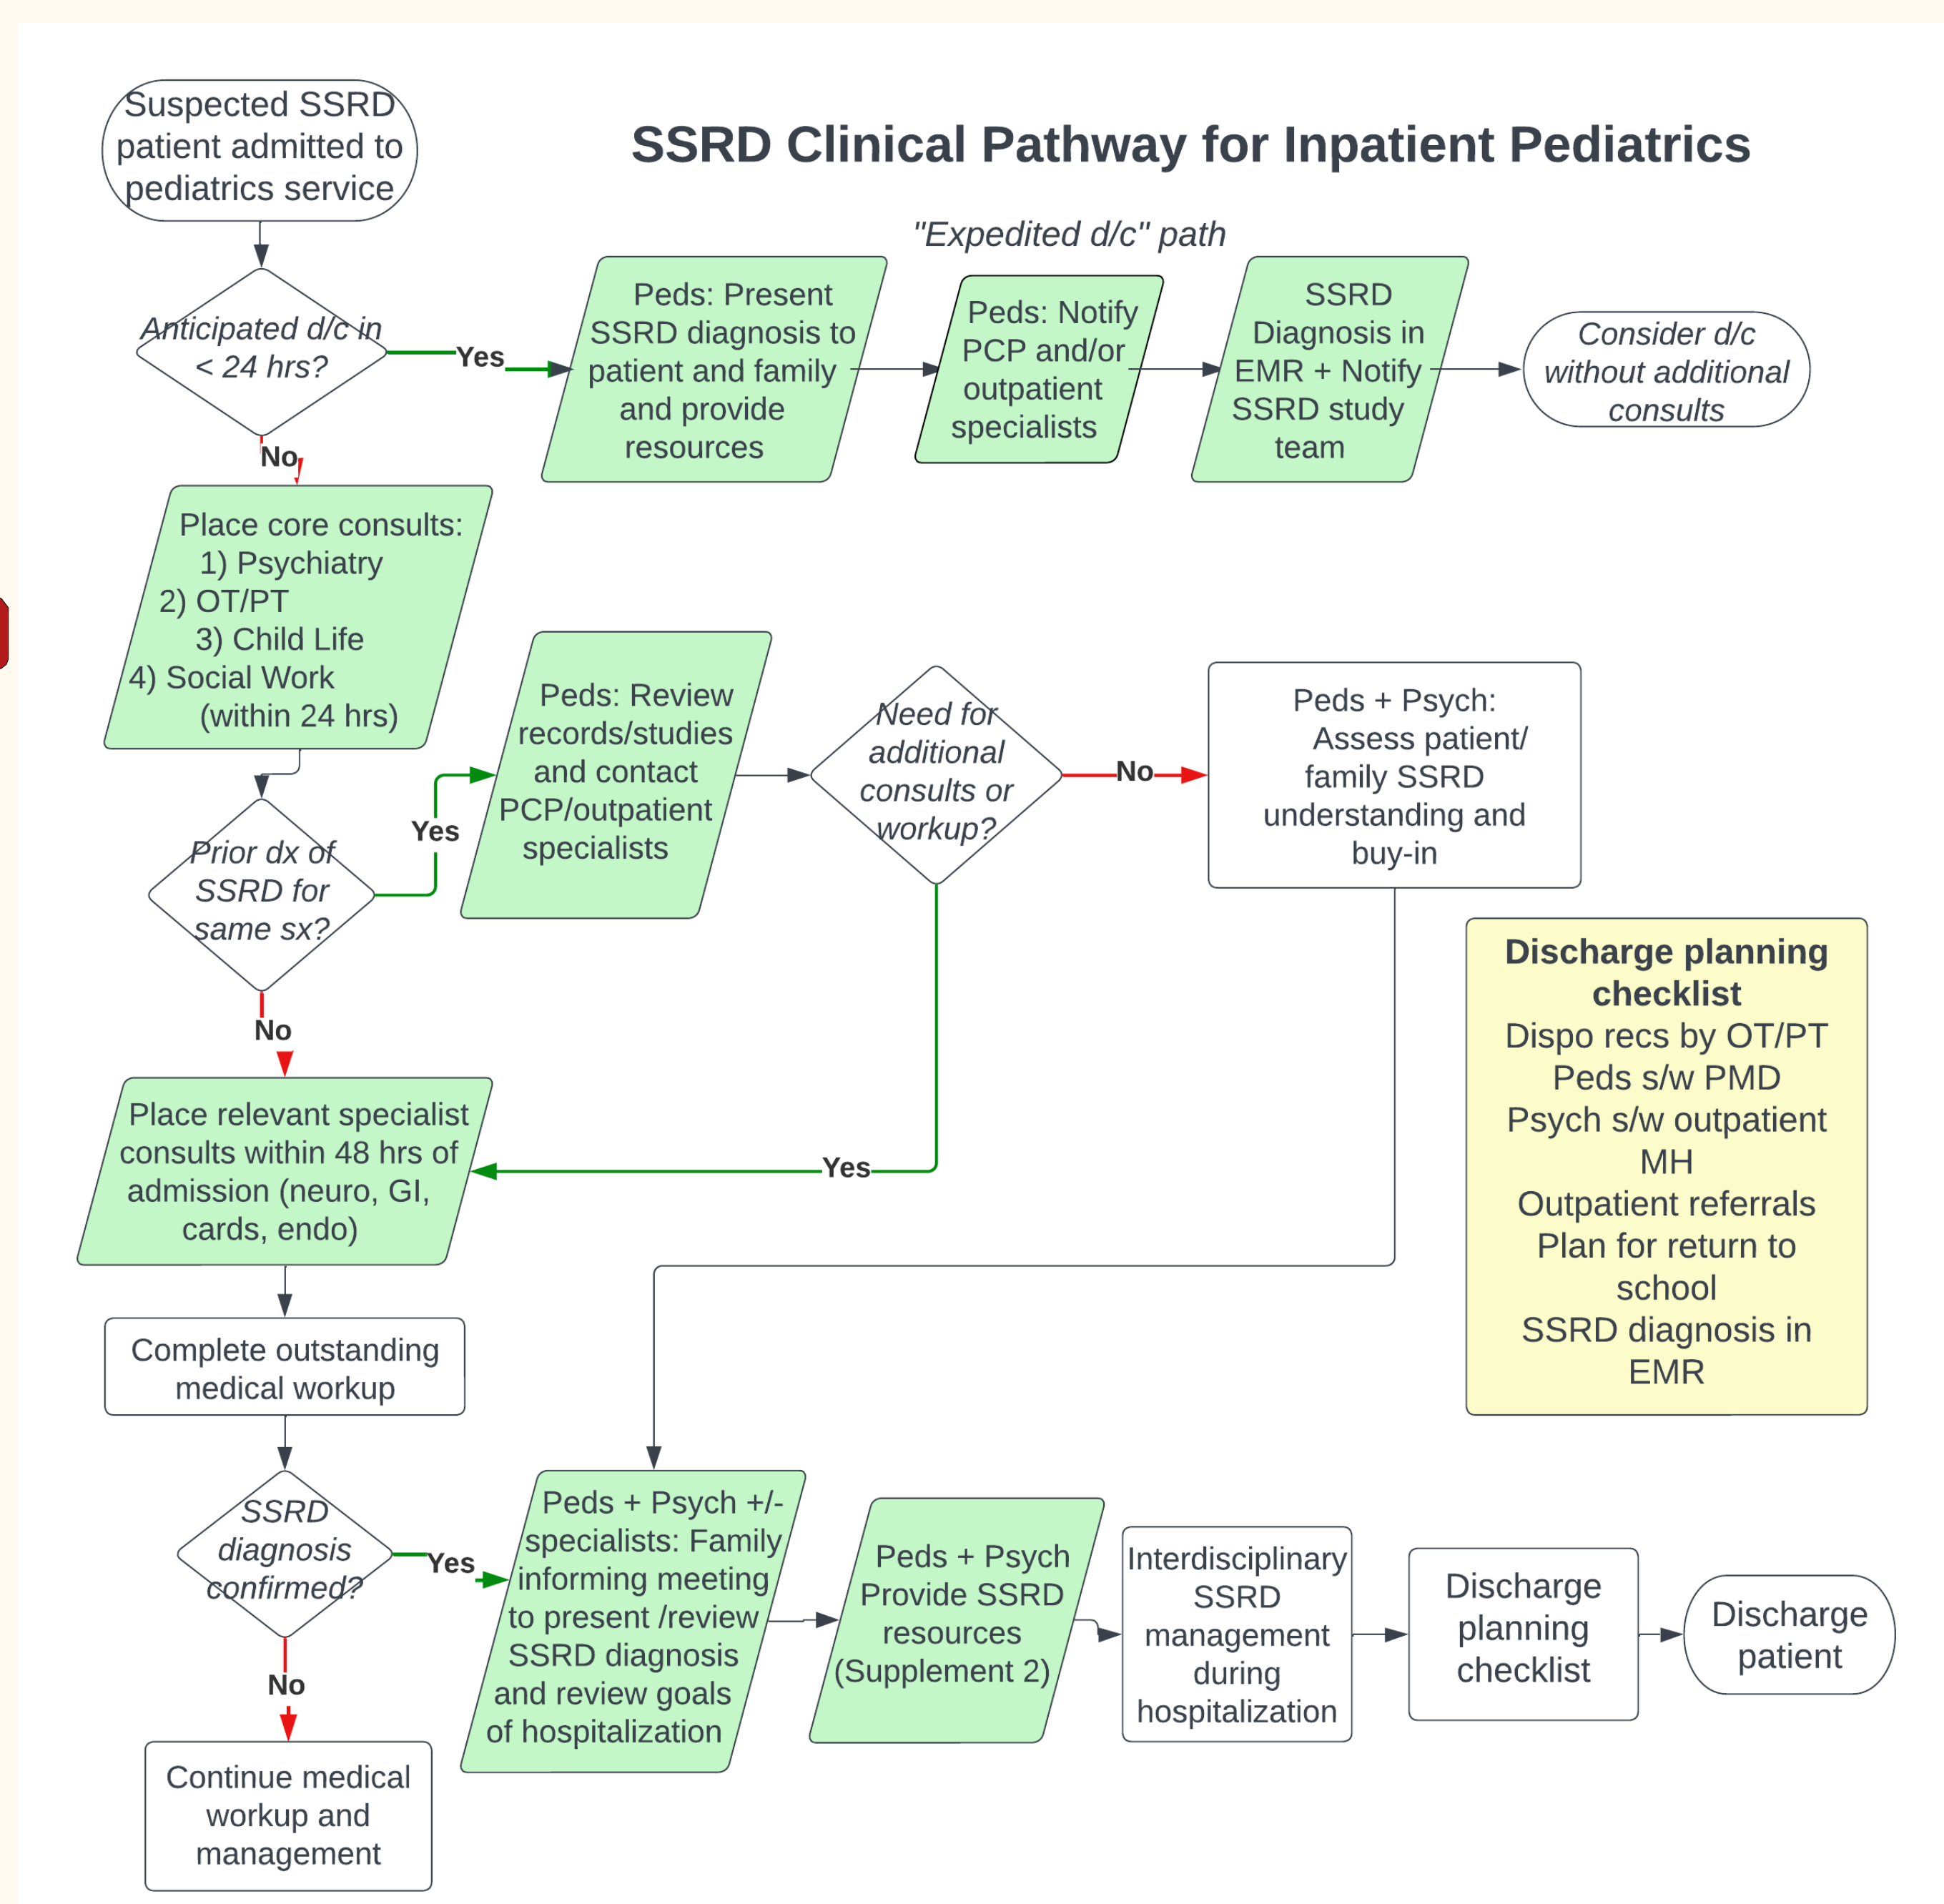 Suspected SSRD
patient admitted to
pediatrics service
SSRD Clinical Pathway for Inpatient Pediatrics
"Expedited d/c" path
Anticipated d/c in
< 24 hrs?
Yes
Peds: Present
SSRD diagnosis to
patient and family
and provide
resources
Peds: Notify
PCP and/or
outpatient
specialists
SSRD
Diagnosis in
EMR + Notify
SSRD study
team
Consider d/c
without additional
consults
No
Place core consults:
1) Psychiatry
2) OT/PT
3) Child Life
4) Social Work
(within 24 hrs)
Prior dx of
SSRD for
same sx?
Yes
Peds: Review
records/studies
and contact
PCP/outpatient
specialists
Need for
additional
consults or
workup?
No
Peds + Psych:
Assess patient/
family SSRD
understanding and
buy-in
Discharge planning
checklist
Dispo recs by OT/PT
Peds s/w PMD
Psych s/w outpatient
MH
Outpatient referrals
Plan for return to
school
SSRD diagnosis in
EMR
No
Yes
Place relevant specialist
consults within 48 hrs of
admission (neuro, GI,
cards, endo)
Complete outstanding
medical workup
SSRD
diagnosis
confirmed?
Yes
Peds + Psych +/-
specialists: Family
informing meeting
to present /review
SSRD diagnosis
and review goals
of hospitalization
Peds + Psych
Provide SSRD
resources
(Supplement 2)
Interdisciplinary
SSRD
management
during
hospitalization
Discharge
planning
checklist
Discharge
patient
No
Continue medical
workup and
management